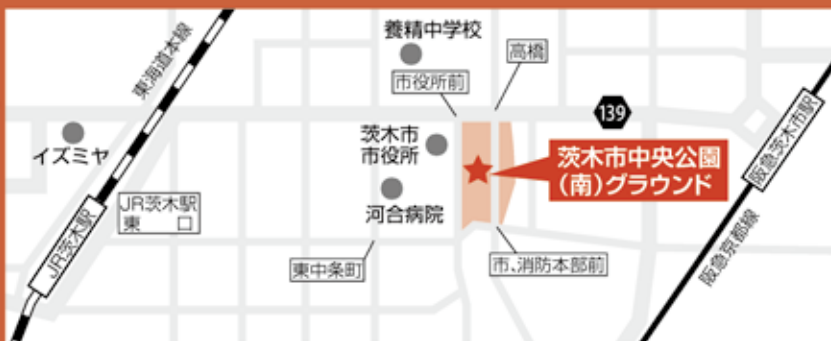 養精中学校
高橋
東海道本線
市役所前
139
イズミヤ
茨木市
市役所
阪急茨木市駅
茨木市中央公園
(南)グラウンド
JR茨木駅
東 口
河合病院
JR茨木駅
東中条町
市、消防本部前
阪急京都線